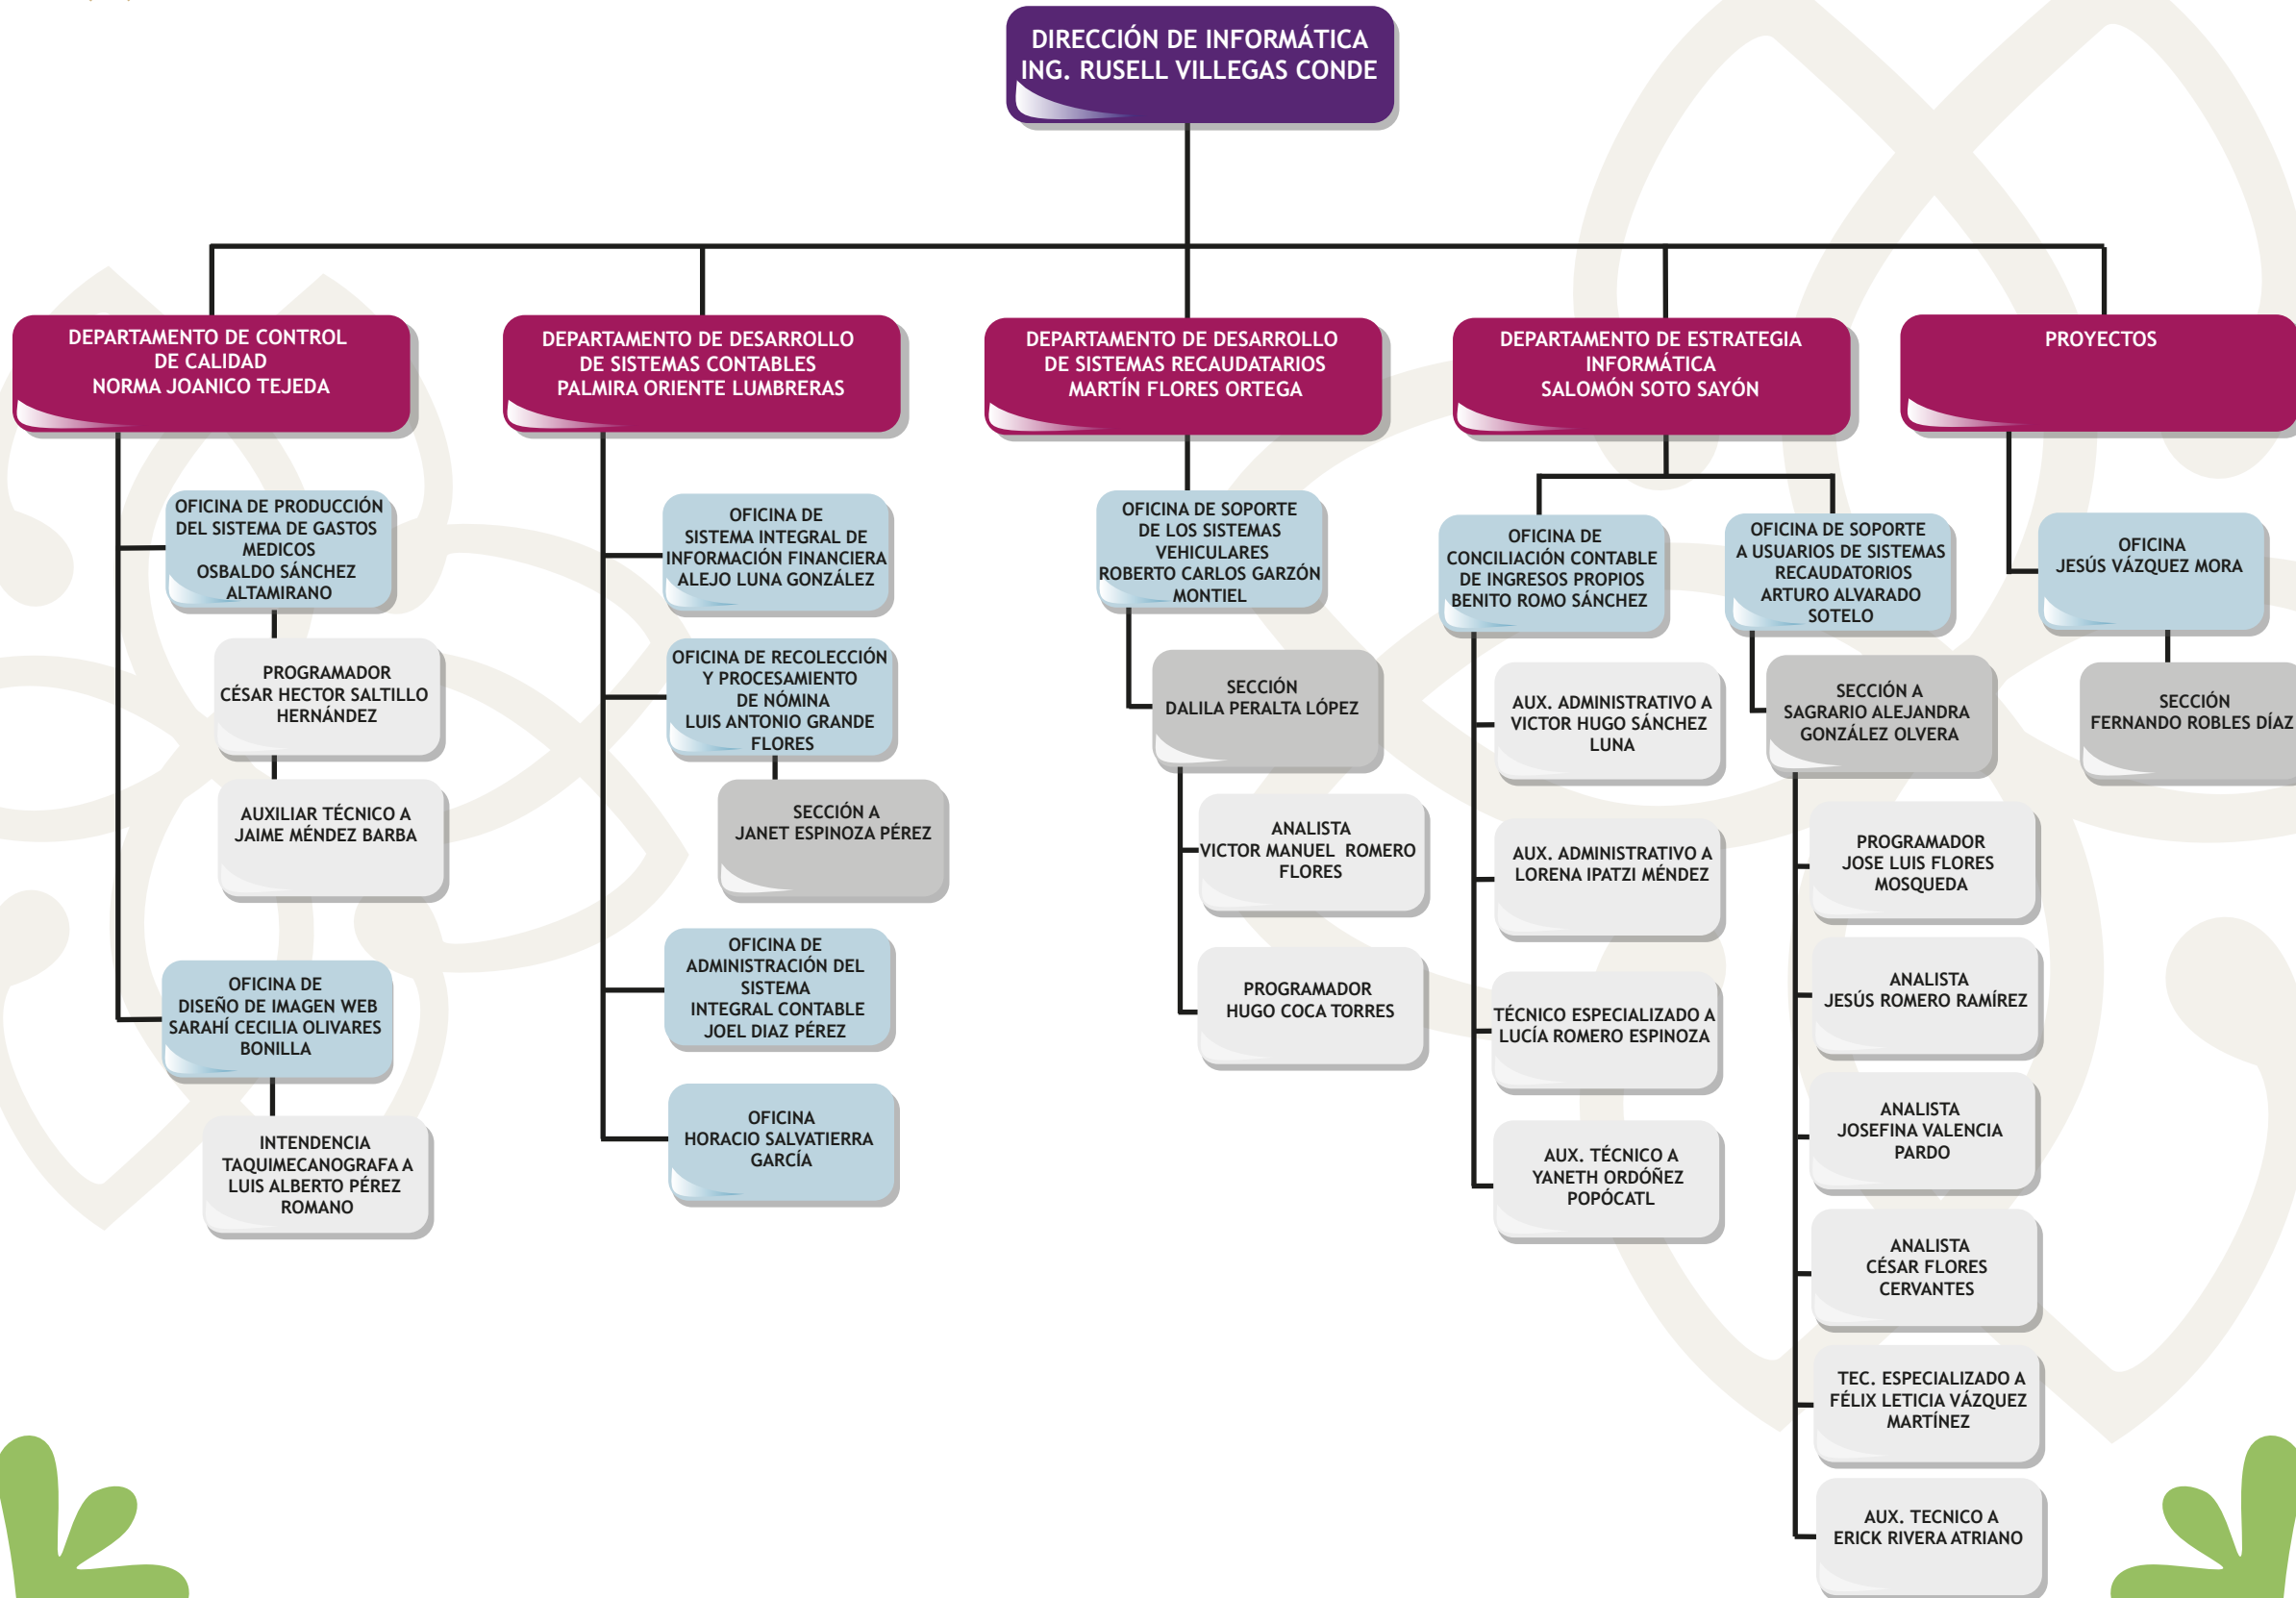 DIRECCIÓN DE INFORMÁTICA
ING. RUSELL VILLEGAS CONDE
DEPARTAMENTO DE CONTROL
DE CALIDAD
NORMA JOANICO TEJEDA
DEPARTAMENTO DE DESARROLLO
DE SISTEMAS CONTABLES
PALMIRA ORIENTE LUMBRERAS
DEPARTAMENTO DE DESARROLLO
DE SISTEMAS RECAUDATARIOS
MARTÍN FLORES ORTEGA
DEPARTAMENTO DE ESTRATEGIA
INFORMÁTICA
SALOMÓN SOTO SAYÓN
PROYECTOS
OFICINA DE PRODUCCIÓN
DEL SISTEMA DE GASTOS
MEDICOS
OSBALDO SÁNCHEZ
ALTAMIRANO
PROGRAMADOR
CÉSAR HECTOR SALTILLO
HERNÁNDEZ
AUXILIAR TÉCNICO A
JAIME MÉNDEZ BARBA
OFICINA DE
DISEÑO DE IMAGEN WEB
SARAHÍ CECILIA OLIVARES
BONILLA
INTENDENCIA
TAQUIMECANOGRAFA A
LUIS ALBERTO PÉREZ
ROMANO
OFICINA DE
SISTEMA INTEGRAL DE
INFORMACIÓN FINANCIERA
ALEJO LUNA GONZÁLEZ
OFICINA DE RECOLECCIÓN
Y PROCESAMIENTO
DE NÓMINA
LUIS ANTONIO GRANDE
FLORES
SECCIÓN A
JANET ESPINOZA PÉREZ
OFICINA DE
ADMINISTRACIÓN DEL
SISTEMA
INTEGRAL CONTABLE
JOEL DIAZ PÉREZ
OFICINA
HORACIO SALVATIERRA
GARCÍA
OFICINA DE SOPORTE
DE LOS SISTEMAS
VEHICULARES
ROBERTO CARLOS GARZÓN
MONTIEL
SECCIÓN
DALILA PERALTA LÓPEZ
ANALISTA
VICTOR MANUEL ROMERO
FLORES
PROGRAMADOR
HUGO COCA TORRES
OFICINA DE
CONCILIACIÓN CONTABLE
DE INGRESOS PROPIOS
BENITO ROMO SÁNCHEZ
AUX. ADMINISTRATIVO A
VICTOR HUGO SÁNCHEZ
LUNA
AUX. ADMINISTRATIVO A
LORENA IPATZI MÉNDEZ
TÉCNICO ESPECIALIZADO A
LUCÍA ROMERO ESPINOZA
AUX. TÉCNICO A
YANETH ORDÓÑEZ
POPÓCATL
OFICINA DE SOPORTE
A USUARIOS DE SISTEMAS
RECAUDATORIOS
ARTURO ALVARADO
SOTELO
SECCIÓN A
SAGRARIO ALEJANDRA
GONZÁLEZ OLVERA
PROGRAMADOR
JOSE LUIS FLORES
MOSQUEDA
ANALISTA
JESÚS ROMERO RAMÍREZ
ANALISTA
JOSEFINA VALENCIA
PARDO
ANALISTA
CÉSAR FLORES
CERVANTES
TEC. ESPECIALIZADO A
FÉLIX LETICIA VÁZQUEZ
MARTÍNEZ
AUX. TECNICO A
ERICK RIVERA ATRIANO
OFICINA
JESÚS VÁZQUEZ MORA
SECCIÓN
FERNANDO ROBLES DÍAZ